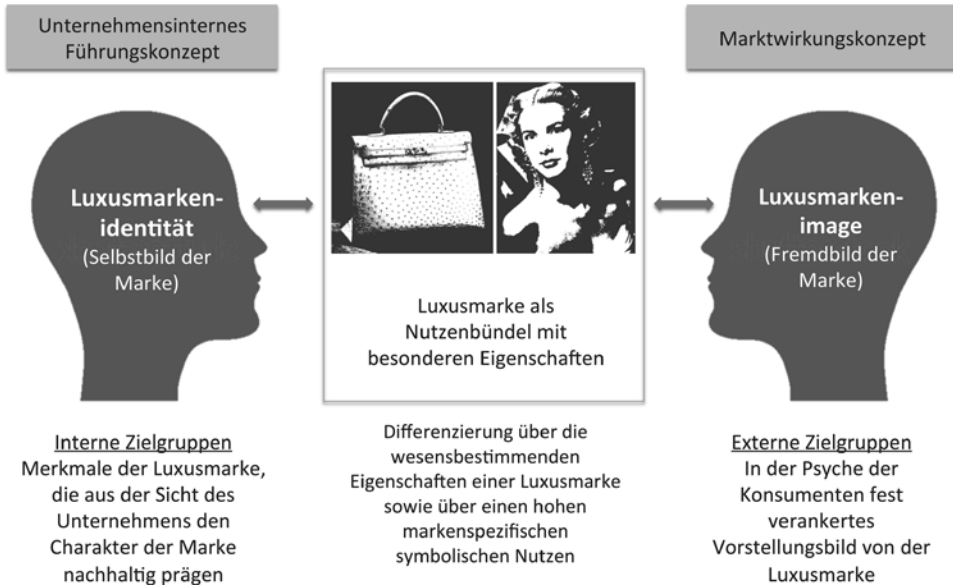 Unternehmensinternes
Führungskonzept
Marktwirkungskonzept
Luxusmarken-
identität
(Selbstbild der
Marke)
Luxusmarke als
Nutzenbündel mit
besonderen Eigenschaften
Luxusmarken-
image
(Fremdbild der
Marke)
Interne Zielgruppen
Merkmale der Luxusmarke,
die aus der Sicht des
Unternehmens den
Charakter der Marke
nachhaltig prägen
Differenzierung über die
wesensbestimmenden
Eigenschaften einer Luxusmarke
sowie über einen hohen
markenspezifischen
symbolischen Nutzen
Externe Zielgruppen
In der Psyche der
Konsumenten fest
verankertes
Vorstellungsbild von der
Luxusmarke